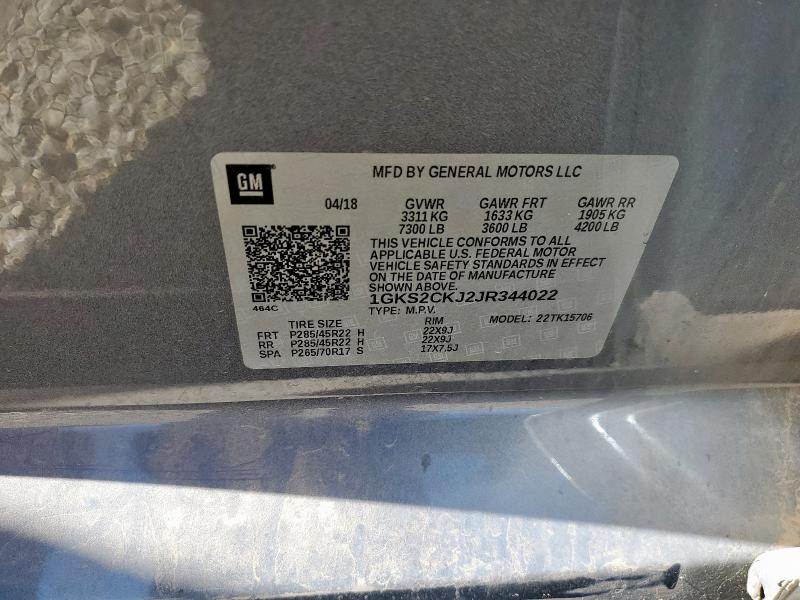 GM
MFD BY GENERAL MOTORS LLC
04/18 GVWR GAWR FRT GAWR RR
3311 KG 1633 KG 1905 KG
7300 LB 3600 LB 4200 LB
THIS VEHICLE CONFORMS TO ALL
APPLICABLE U.S. FEDERAL MOTOR
VEHICLE SAFETY STANDARDS IN EFFECT
ON THE DATE OF MANUFACTURE
SHOWN ABOVE.
1GKS2CKJ2JR344022
464C
TYPE: M.P.V. MODEL: 22TK15706
TIRE SIZE RIM
FRT P285/45R22 H 22X9J
RR P285/45R22 H 22X9J
SPA P265/70R17 S 17X7.5J